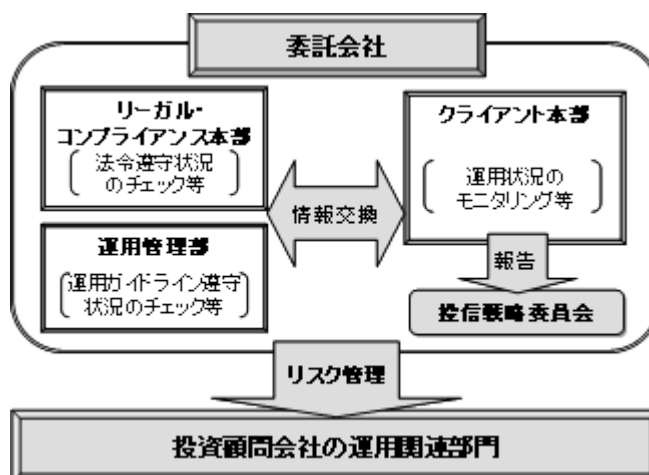 委託会社
リーガル・
コンプライアンス本部
法令遵守状況
のチェック等
運用管理部
運用ガイドライン遵守
状況のチェック等
情報交換
クライアント本部
運用状況の
モニタリング等
報告
投信戦略委員会
リスク管理
投資顧問会社の運用関連部門